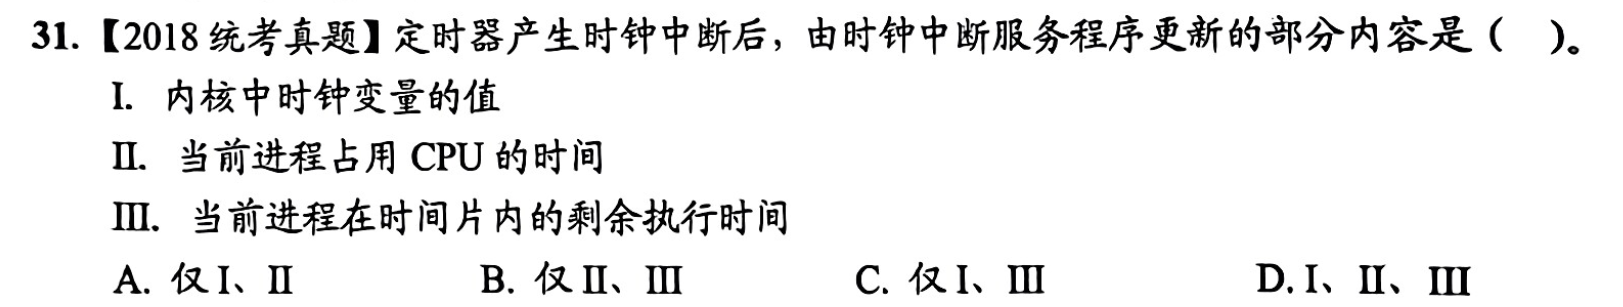 31.【2018统考真题】定时器产生时钟中断后，由时钟中断服务程序更新的部分内容是（ ）。
I. 内核中时钟变量的值
II. 当前进程占用 CPU 的时间
III. 当前进程在时间片内的剩余执行时间
A. 仅 I、II B. 仅 II、III C. 仅 I、III D. I、II、III